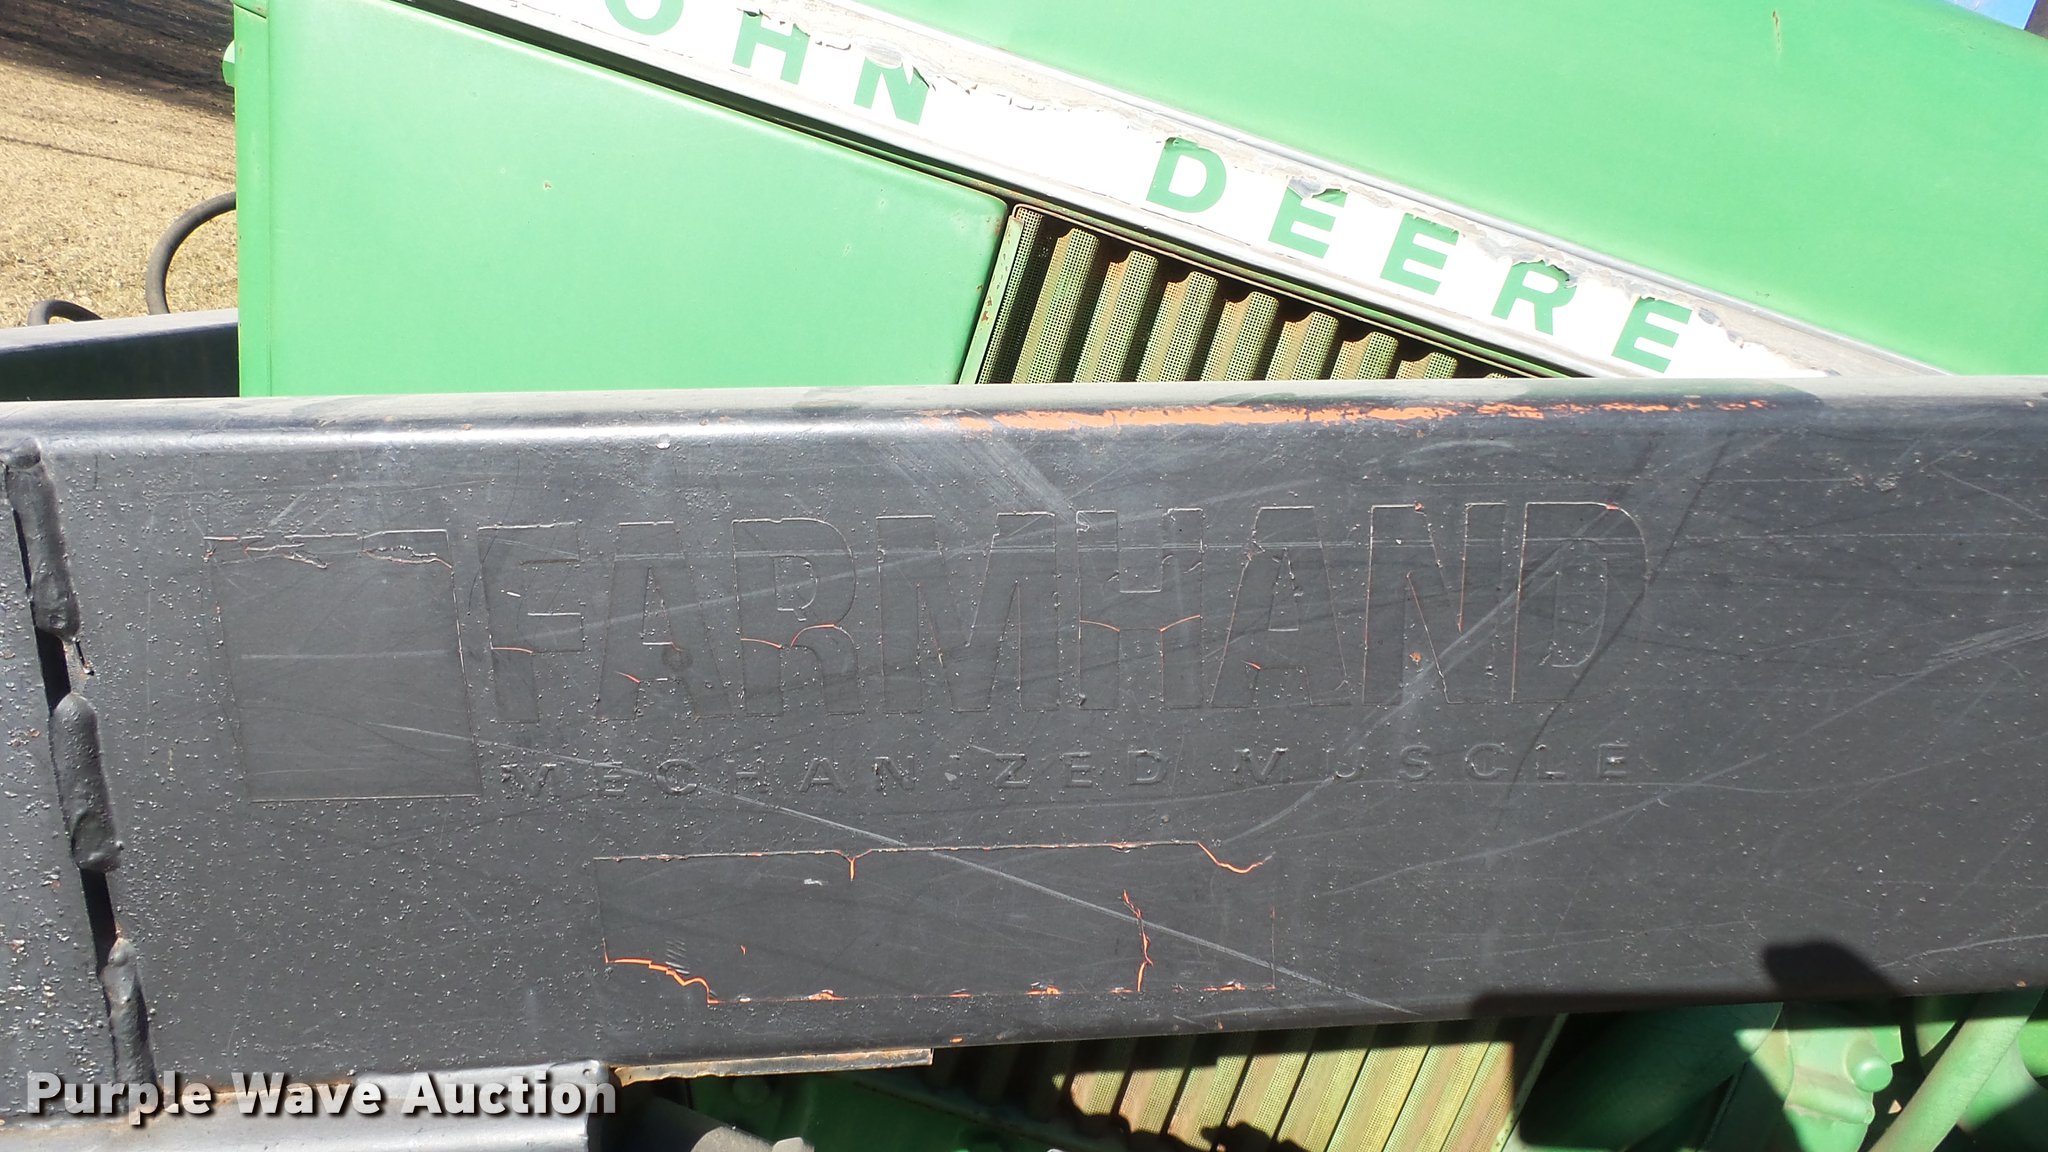 OHN DEERE
FARMHAND
MECHANIZED MUSCLE
Purple Wave Auction